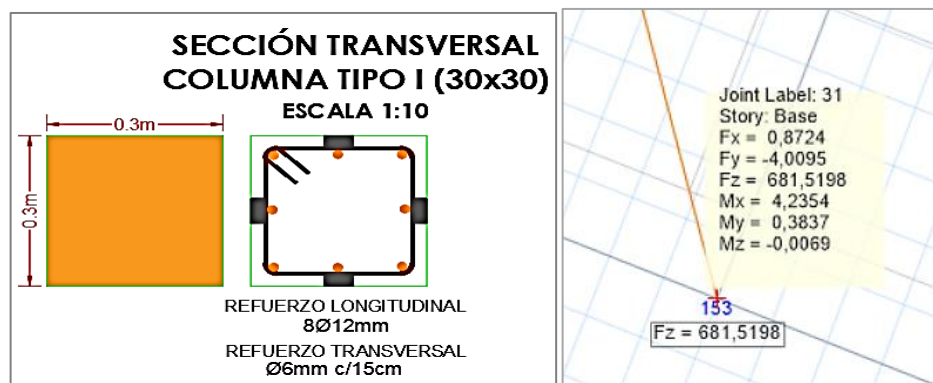 SECCIÓN TRANSVERSAL
COLUMNA TIPO I (30x30)
ESCALA 1:10
0.3m
0.3m
REFUERZO LONGITUDINAL
8Ø12mm
REFUERZO TRANSVERSAL
Ø6mm c/15cm
Joint Label: 31
Story: Base
Fx = 0,8724
Fy = -4,0095
Fz = 681,5198
Mx = 4,2354
My = 0,3837
Mz = -0,0069
153
Fz = 681,5198